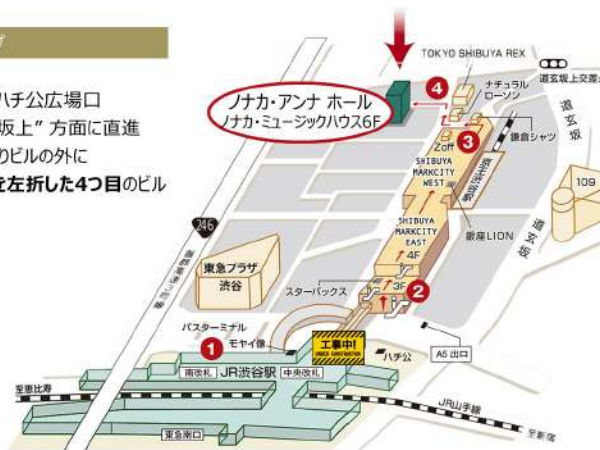 プ
ハチ公広場口
坂上” 方面に直進
りビルの外に
を左折した4つ目のビル
TOKYO SHIBUYA REX
道玄坂上交差
ナチュラル
ローソン
4
ノナカ・アンナ ホール
ノナカ・ミュージックハウス6F
道玄坂
鎌倉シャツ
3
Zoff
SHIBUYA
MARKCITY
WEST
109
246
SHIBUYA
MARKCITY
EAST
銀座LION
道玄坂
東急プラザ
渋谷
4F
スターバックス
3F
2
バスターミナル
1
モヤイ像
工事中!
UNDER CONSTRUCTION
ハチ公
A5 出口
南改札
JR渋谷駅
中央改札
至恵比寿
JR山手線
東急南口
至新宿